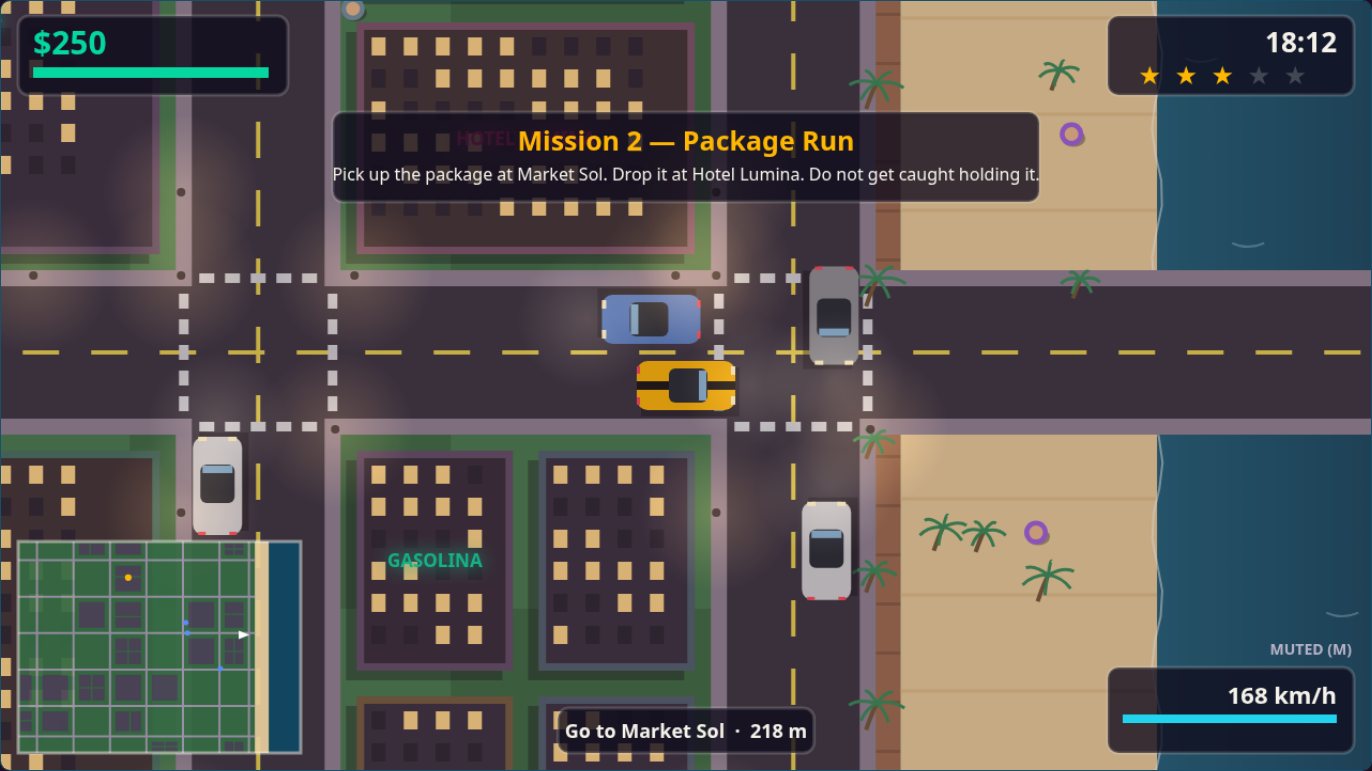 $250
18:12
HOTEL
Mission 2 — Package Run
Pick up the package at Market Sol. Drop it at Hotel Lumina. Do not get caught holding it.
GASOLINA
MUTED (M)
168 km/h
Go to Market Sol · 218 m